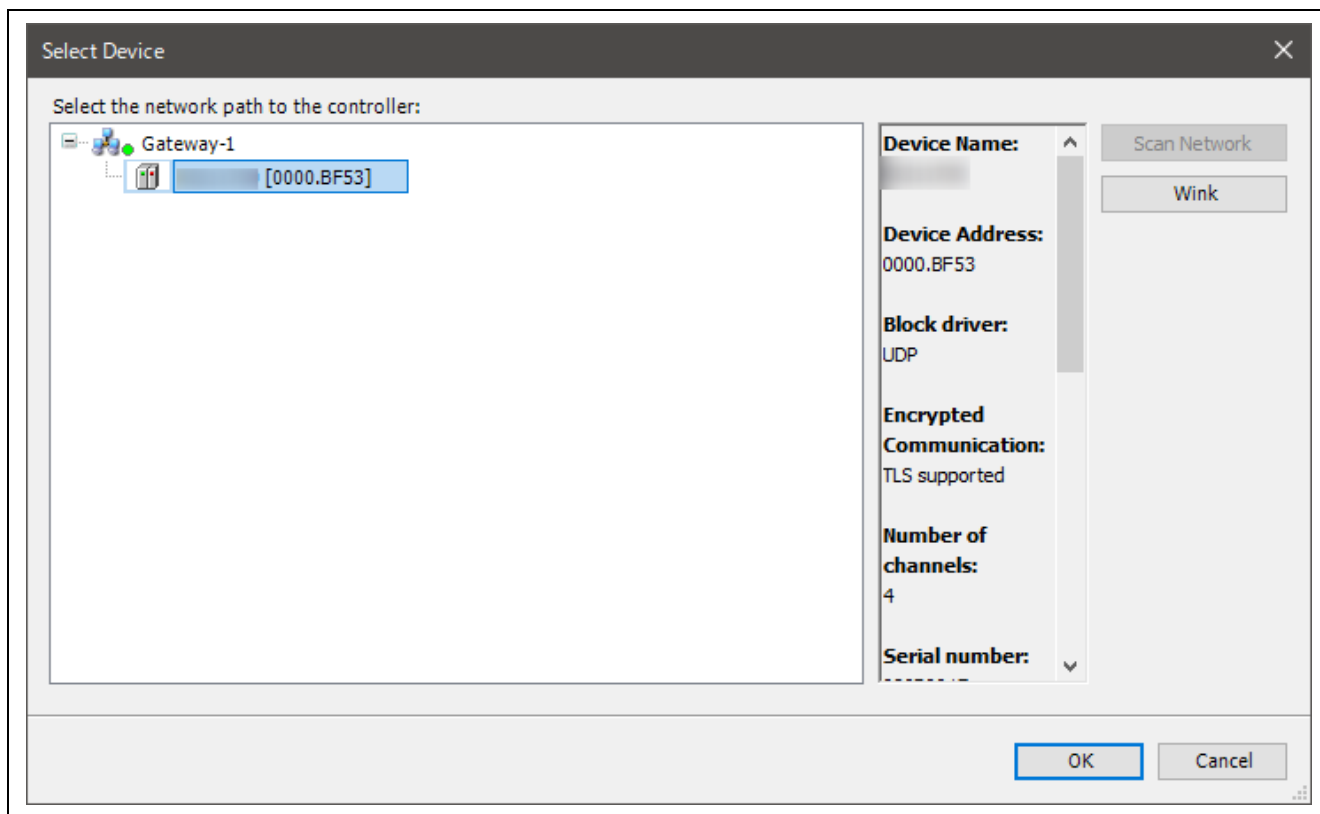 Select Device
Select the network path to the controller:
Gateway-1
[0000.BF53]
Device Name:
Device Address:
0000.BF53
Block driver:
UDP
Encrypted
Communication:
TLS supported
Number of
channels:
4
Serial number:
Scan Network
Wink
OK
Cancel